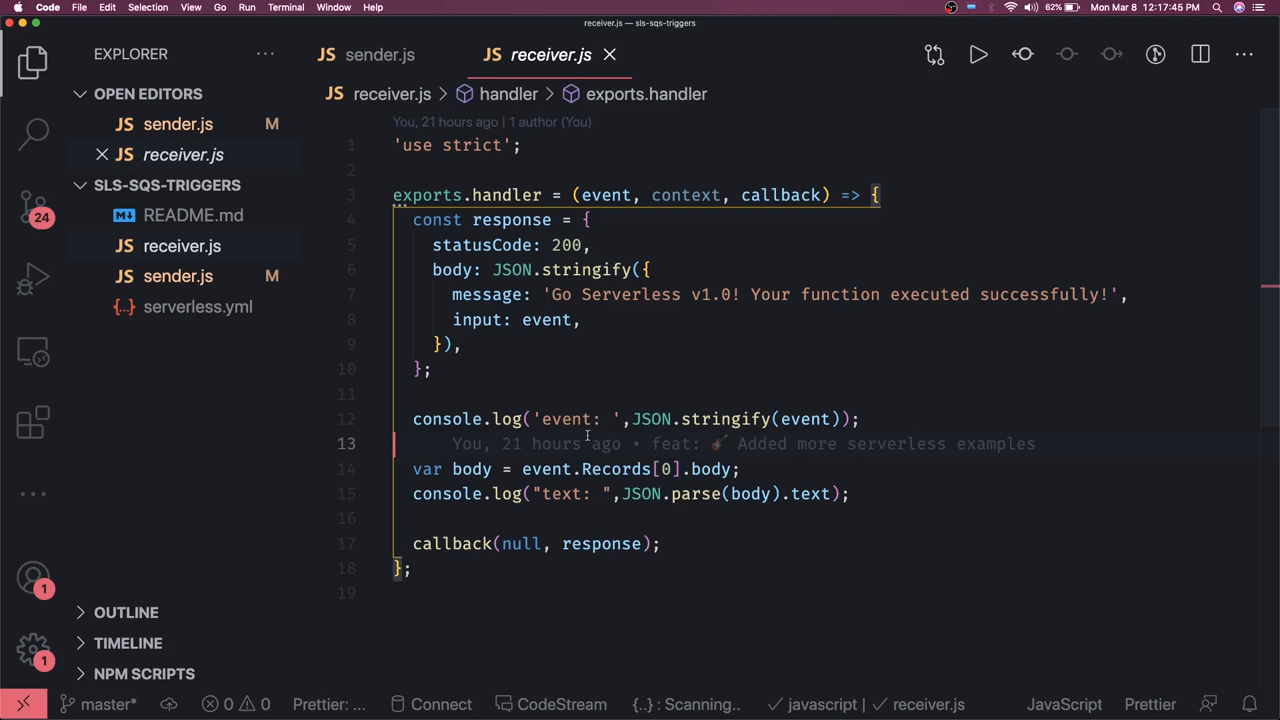 Code File Edit Selection View Go Run Terminal Window Help 62% Mon Mar 8 12:17:45
receiver.js — sls-sqs-triggers
EXPLORER
JS sender.js JS receiver.js
OPEN EDITORS
JS sender.js M
JS receiver.js
SLS-SQS-TRIGGERS
README.md
JS receiver.js
JS sender.js M
{..} serverless.yml
24
1
1
OUTLINE
TIMELINE
NPM SCRIPTS
JS receiver.js > handler > exports.handler
You, 21 hours ago | 1 author (You)
1 'use strict';
2
3 exports.handler = (event, context, callback) => {
4 const response = {
5 statusCode: 200,
6 body: JSON.stringify({
7 message: 'Go Serverless v1.0! Your function executed successfully!',
8 input: event,
9 }),
10 };
11
12 console.log('event: ',JSON.stringify(event));
13 You, 21 hours ago • feat: 🎸 Added more serverless examples
14 var body = event.Records[0].body;
15 console.log("text: ",JSON.parse(body).text);
16
17 callback(null, response);
18 };
19
master* 0 0 Prettier: ... Connect CodeStream {..} : Scanning.. ✓ javascript | ✓ receiver.js JavaScript Prettier